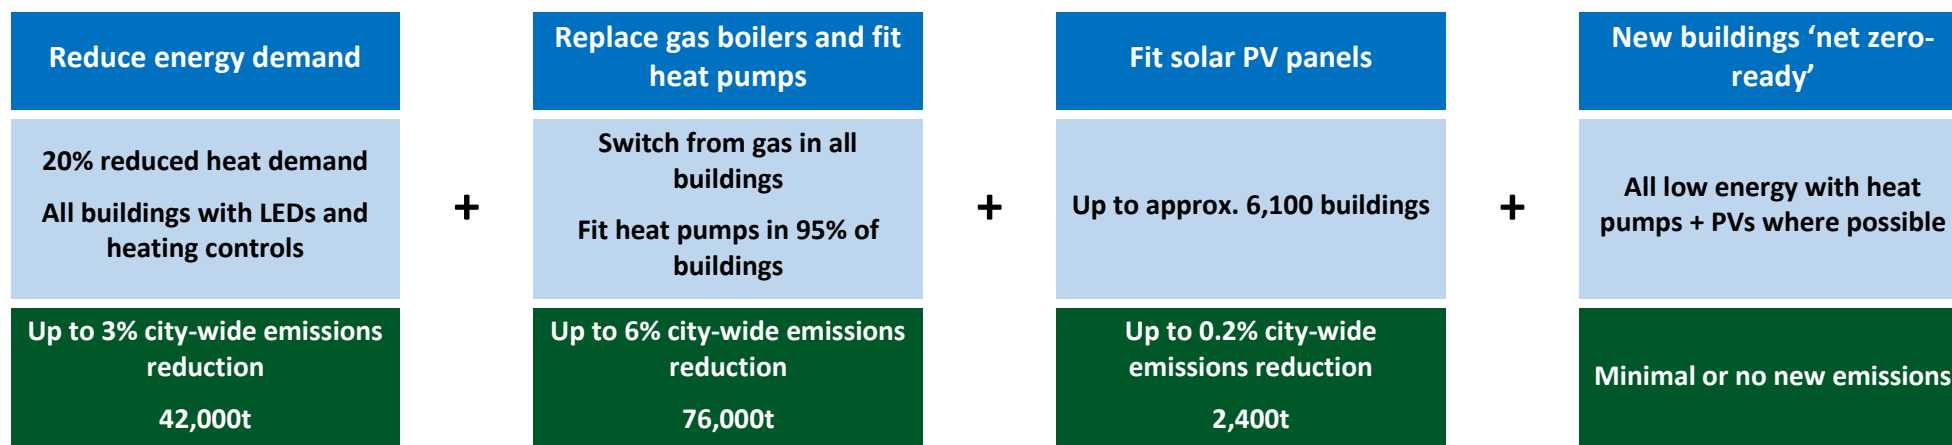 Reduce energy demand
20% reduced heat demand
All buildings with LEDs and
heating controls
Up to 3% city-wide emissions
reduction
42,000t
+
Replace gas boilers and fit
heat pumps
Switch from gas in all
buildings
Fit heat pumps in 95% of
buildings
Up to 6% city-wide emissions
reduction
76,000t
+
Fit solar PV panels
Up to approx. 6,100 buildings
Up to 0.2% city-wide
emissions reduction
2,400t
+
New buildings ‘net zero-
ready’
All low energy with heat
pumps + PVs where possible
Minimal or no new emissions